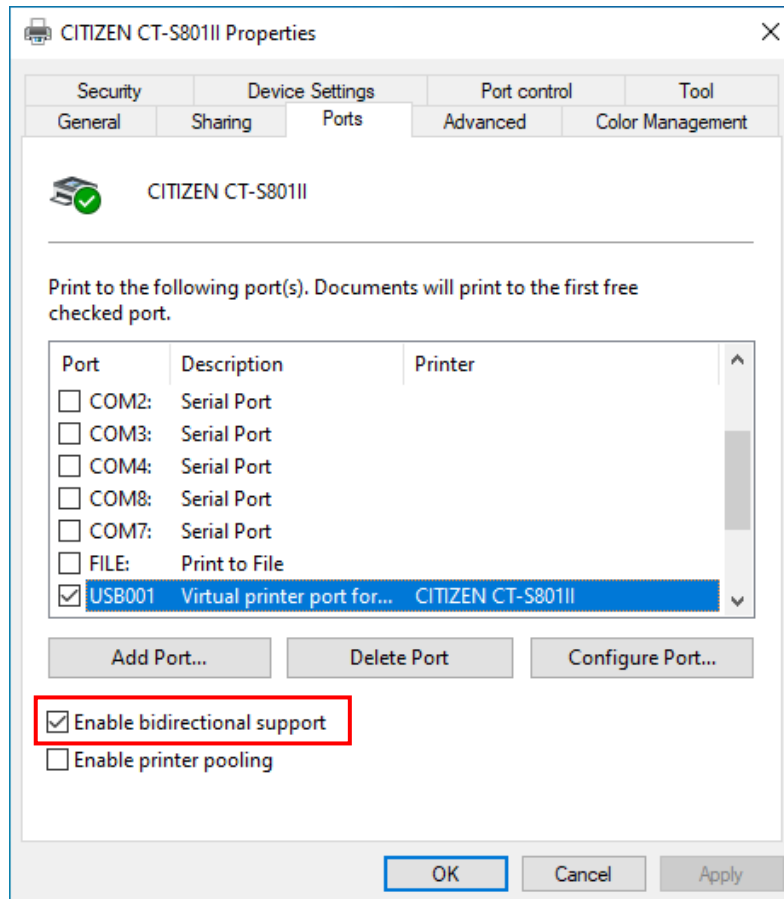 CITIZEN CT-S801II Properties
Security Device Settings Port control Tool
General Sharing Ports Advanced Color Management
CITIZEN CT-S801II
Print to the following port(s). Documents will print to the first free
checked port.
Port Description Printer
COM2: Serial Port
COM3: Serial Port
COM4: Serial Port
COM8: Serial Port
COM7: Serial Port
FILE: Print to File
USB001 Virtual printer port for... CITIZEN CT-S801II
Add Port... Delete Port Configure Port...
Enable bidirectional support
Enable printer pooling
OK Cancel Apply